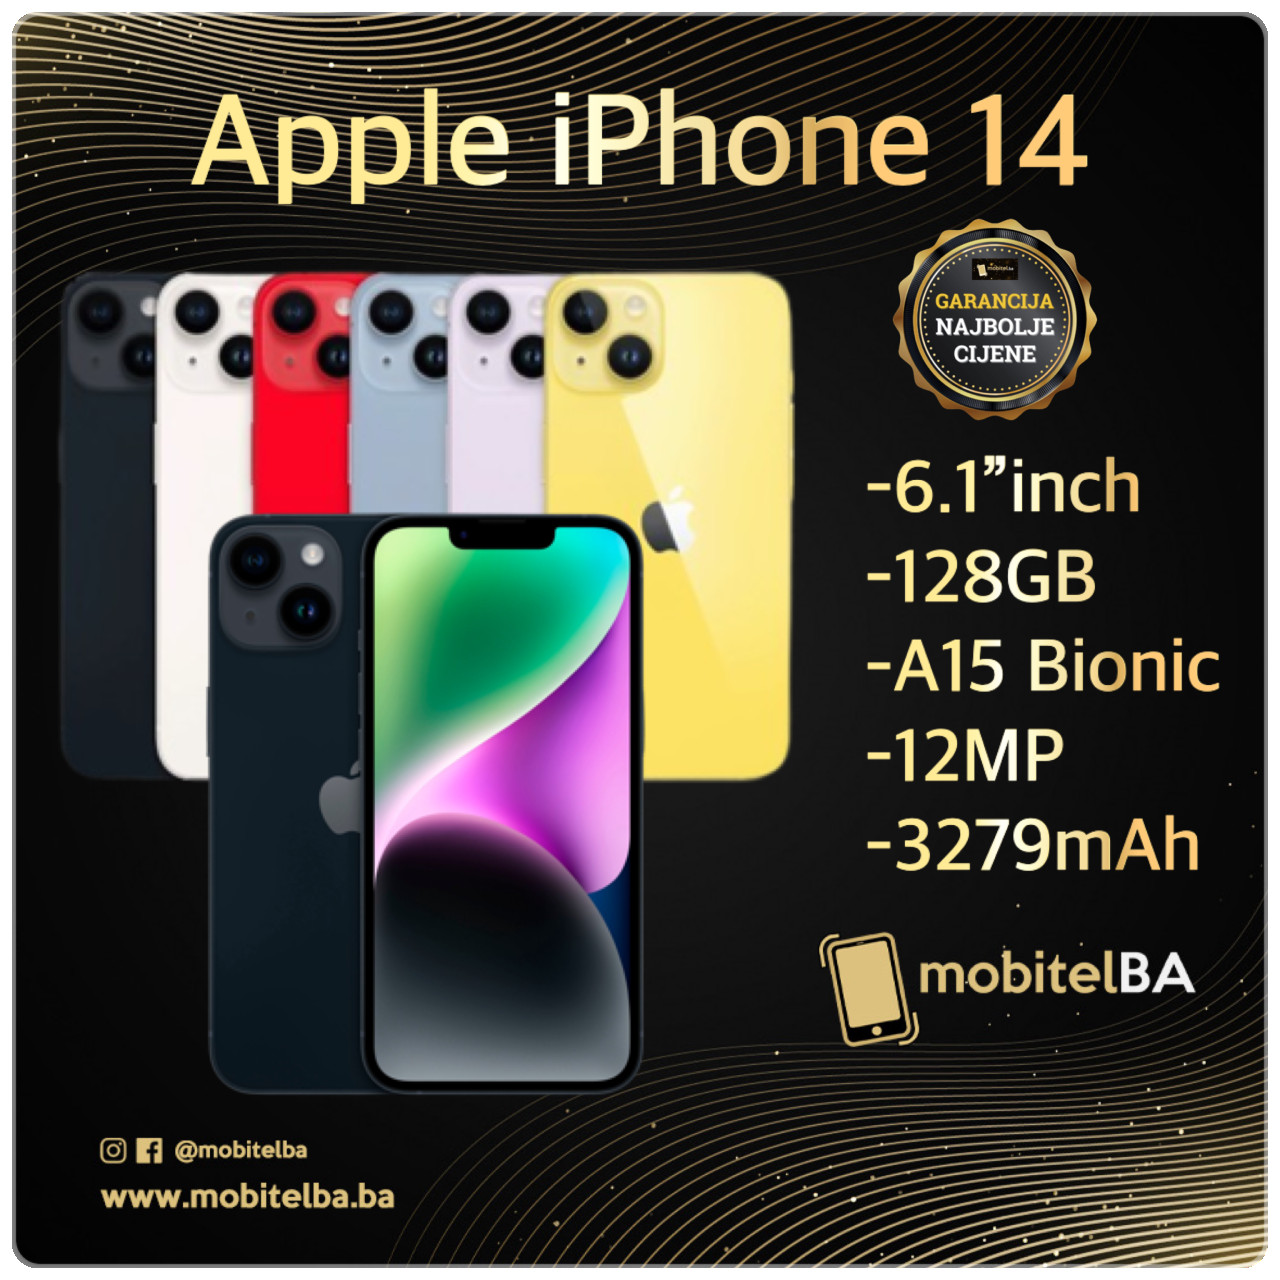 Apple iPhone 14
mobitelBA
GARANCIJA
NAJBOLJE
CIJENE
-6.1”inch
-128GB
-A15 Bionic
-12MP
-3279mAh
mobitelBA
@mobitelba
www.mobitelba.ba